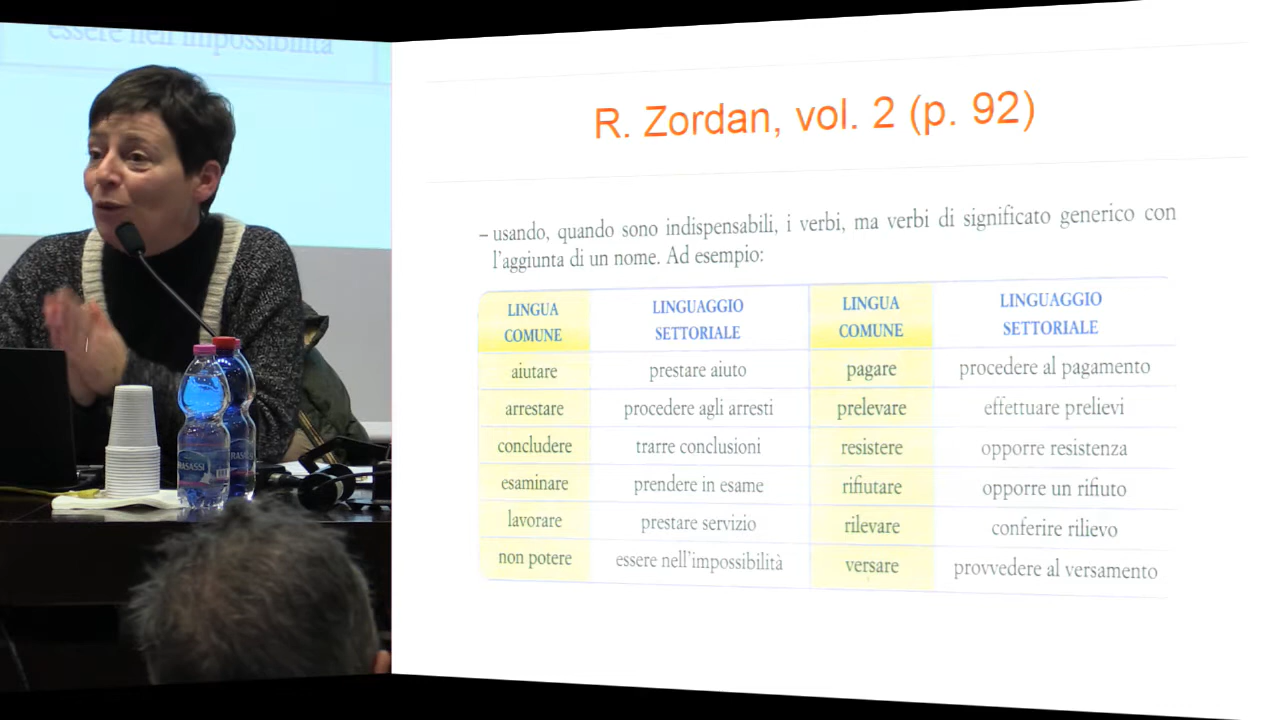 essere nell'impossibilità
R. Zordan, vol. 2 (p. 92)
– usando, quando sono indispensabili, i verbi, ma verbi di significato generico con
l'aggiunta di un nome. Ad esempio:
LINGUA COMUNE LINGUAGGIO SETTORIALE LINGUA COMUNE LINGUAGGIO SETTORIALE
aiutare prestare aiuto pagare procedere al pagamento
arrestare procedere agli arresti prelevare effettuare prelievi
concludere trarre conclusioni resistere opporre resistenza
esaminare prendere in esame rifiutare opporre un rifiuto
lavorare prestare servizio rilevare conferire rilievo
non potere essere nell'impossibilità versare provvedere al versamento